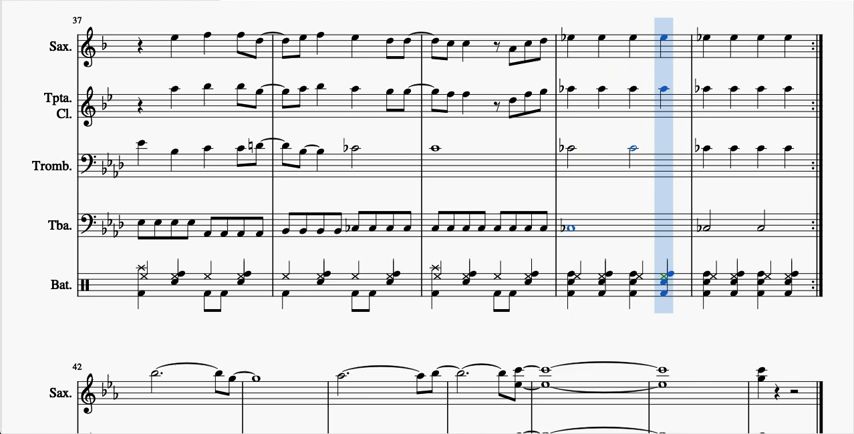 37
Sax.
Tpta.
Cl.
Tromb.
Tba.
Bat.
42
Sax.